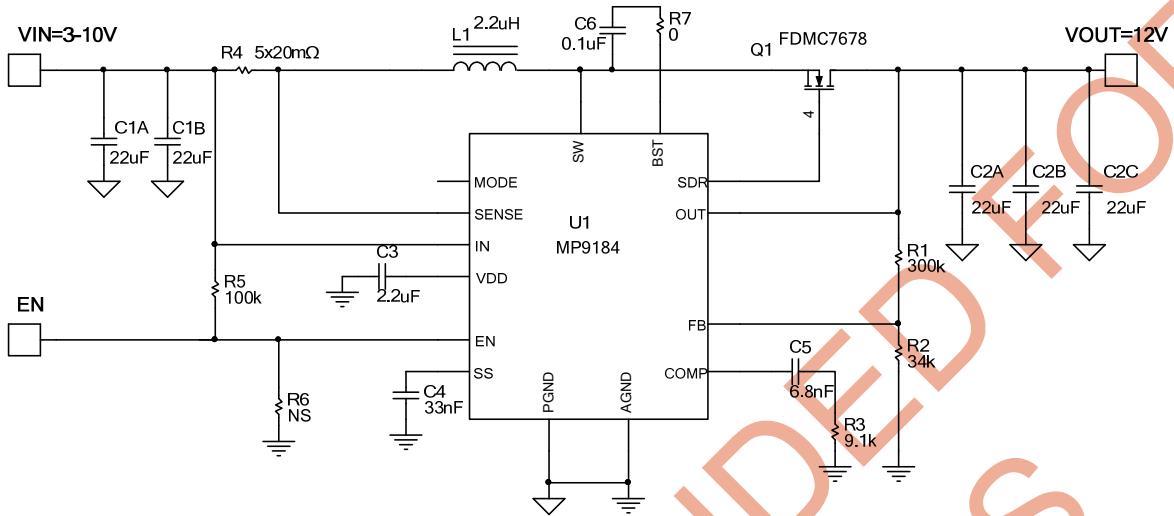 VIN=3-10V
R4 5x20mΩ
L1 2.2uH
C6
0.1uF
R7
0
Q1 FDMC7678
VOUT=12V
C1A
22uF
C1B
22uF
4
SW
BST
MODE
SENSE
IN
VDD
EN
SS
PGND
AGND
SDR
OUT
FB
COMP
U1
MP9184
C3
2.2uF
R5
100k
EN
R6
NS
C4
33nF
C5
6.8nF
R3
9.1k
R1
300k
R2
34k
C2A
22uF
C2B
22uF
C2C
22uF
NDED FOR
S